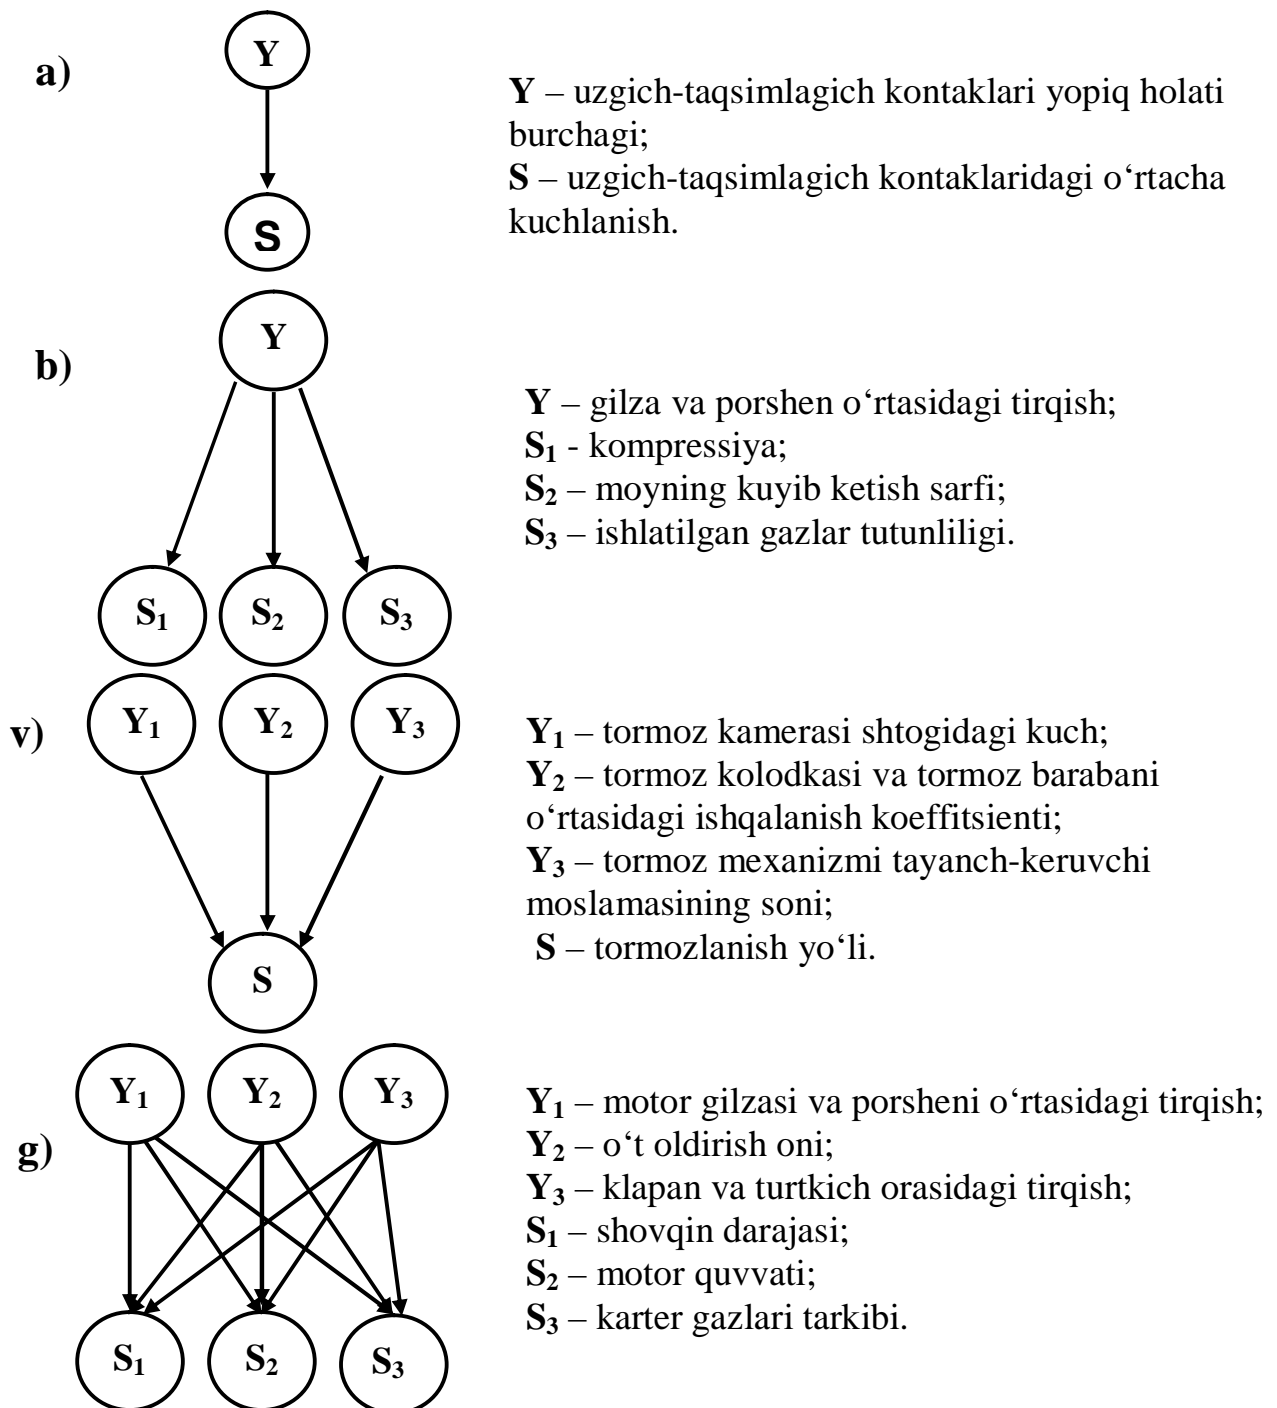 a)
Y
S
Y – uzgich-taqsimlagich kontaklari yopiq holati
burchagi;
S – uzgich-taqsimlagich kontaklaridagi o‘rtacha
kuchlanish.
b)
Y
S1 S2 S3
Y – gilza va porshen o‘rtasidagi tirqish;
S1 - kompressiya;
S2 – moyning kuyib ketish sarfi;
S3 – ishlatilgan gazlar tutunliligi.
v)
Y1 Y2 Y3
S
Y1 – tormoz kamerasi shtogidagi kuch;
Y2 – tormoz kolodkasi va tormoz barabani
o‘rtasidagi ishqalanish koeffitsienti;
Y3 – tormoz mexanizmi tayanch-keruvchi
moslamasining soni;
S – tormozlanish yo‘li.
g)
Y1 Y2 Y3
S1 S2 S3
Y1 – motor gilzasi va porsheni o‘rtasidagi tirqish;
Y2 – o‘t oldirish oni;
Y3 – klapan va turtkich orasidagi tirqish;
S1 – shovqin darajasi;
S2 – motor quvvati;
S3 – karter gazlari tarkibi.